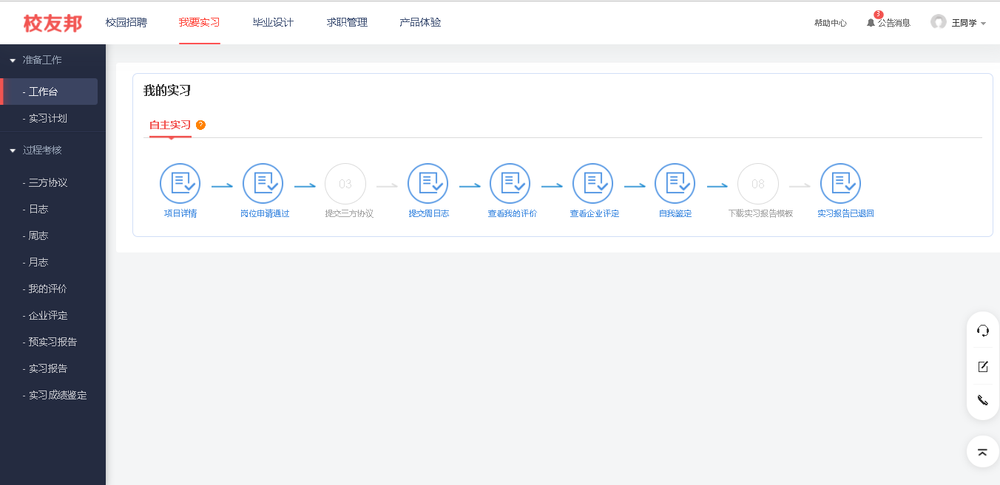 校友邦
校园招聘 我要实习 毕业设计 求职管理 产品体验
帮助中心 3 公告消息 王同学
准备工作
- 工作台
- 实习计划
过程考核
- 三方协议
- 日志
- 周志
- 月志
- 我的评价
- 企业评定
- 预实习报告
- 实习报告
- 实习成绩鉴定
我的实习
自主实习 ?
03 08
项目详情 岗位申请通过 提交三方协议 提交周日志 查看我的评价 查看企业评定 自我鉴定 下载实习报告模板 实习报告已退回